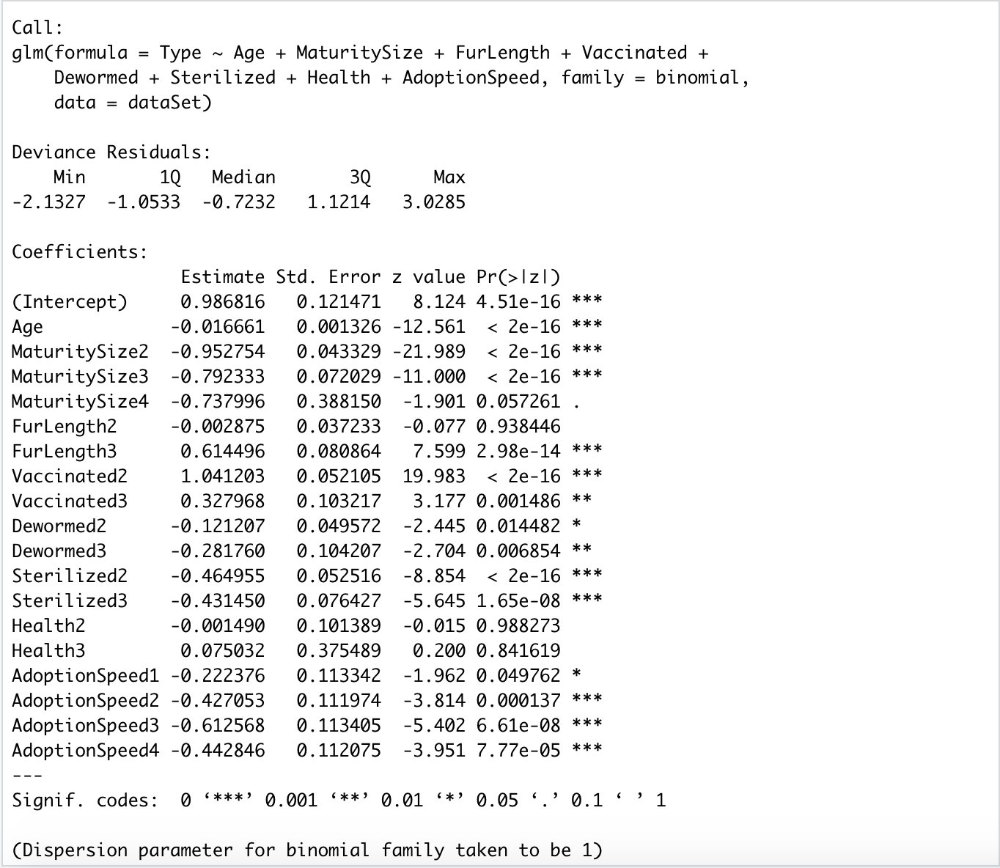 Call:
glm(formula = Type ~ Age + MaturitySize + FurLength + Vaccinated +
    Dewormed + Sterilized + Health + AdoptionSpeed, family = binomial,
    data = dataSet)

Deviance Residuals:
    Min       1Q   Median       3Q      Max
-2.1327  -1.0533  -0.7232   1.1214   3.0285

Coefficients:
                Estimate Std. Error z value Pr(>|z|)
(Intercept)     0.986816   0.121471   8.124 4.51e-16 ***
Age            -0.016661   0.001326 -12.561  < 2e-16 ***
MaturitySize2  -0.952754   0.043329 -21.989  < 2e-16 ***
MaturitySize3  -0.792333   0.072029 -11.000  < 2e-16 ***
MaturitySize4  -0.737996   0.388150  -1.901 0.057261 .
FurLength2     -0.002875   0.037233  -0.077 0.938446
FurLength3      0.614496   0.080864   7.599 2.98e-14 ***
Vaccinated2     1.041203   0.052105  19.983  < 2e-16 ***
Vaccinated3     0.327968   0.103217   3.177 0.001486 **
Dewormed2      -0.121207   0.049572  -2.445 0.014482 *
Dewormed3      -0.281760   0.104207  -2.704 0.006854 **
Sterilized2    -0.464955   0.052516  -8.854  < 2e-16 ***
Sterilized3    -0.431450   0.076427  -5.645 1.65e-08 ***
Health2        -0.001490   0.101389  -0.015 0.988273
Health3         0.075032   0.375489   0.200 0.841619
AdoptionSpeed1 -0.222376   0.113342  -1.962 0.049762 *
AdoptionSpeed2 -0.427053   0.111974  -3.814 0.000137 ***
AdoptionSpeed3 -0.612568   0.113405  -5.402 6.61e-08 ***
AdoptionSpeed4 -0.442846   0.112075  -3.951 7.77e-05 ***
---
Signif. codes:  0 ‘***’ 0.001 ‘**’ 0.01 ‘*’ 0.05 ‘.’ 0.1 ‘ ’ 1

(Dispersion parameter for binomial family taken to be 1)